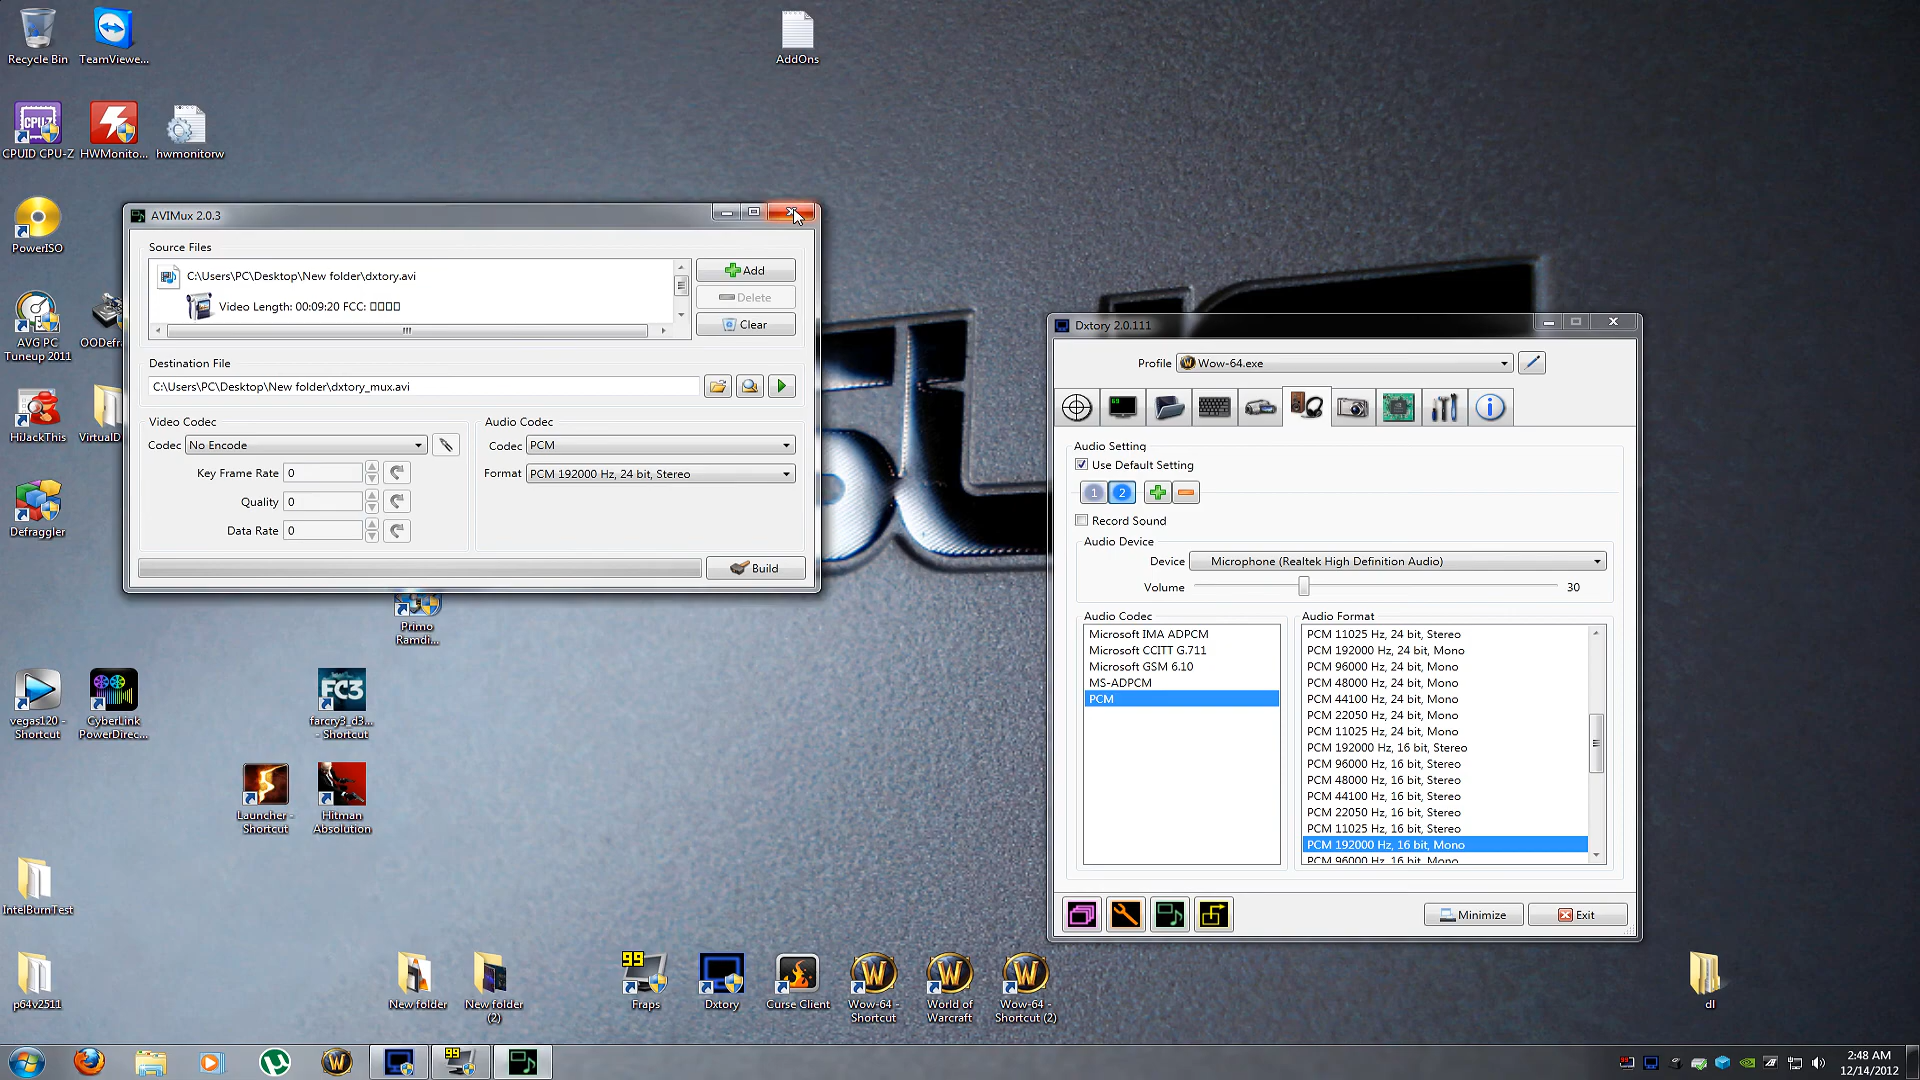 Recycle Bin
TeamViewe...
AddOns
CPUID CPU-Z
HWMonito...
hwmonitorw
PowerISO
AVG PC
Tuneup 2011
OODefr
HiJackThis
VirtualD
Defraggler
AVIMux 2.0.3
Source Files
C:\Users\PC\Desktop\New folder\dxtory.avi
Video Length: 00:09:20 FCC: 
Add
Delete
Clear
Destination File
C:\Users\PC\Desktop\New folder\dxtory_mux.avi
Video Codec
Codec No Encode
Key Frame Rate 0
Quality 0
Data Rate 0
Audio Codec
Codec PCM
Format PCM 192000 Hz, 24 bit, Stereo
Build
Primo
Ramdi...
vegas120 -
Shortcut
CyberLink
PowerDirec...
FC3
farcry3_d3...
- Shortcut
Launcher -
Shortcut
Hitman
Absolution
IntelBurnTest
p64v2511
New folder
New folder
(2)
99
Fraps
Dxtory
Curse Client
Wow-64 -
Shortcut
World of
Warcraft
Wow-64 -
Shortcut (2)
dl
Dxtory 2.0.111
Profile Wow-64.exe
Audio Setting
Use Default Setting
1 2
Record Sound
Audio Device
Device Microphone (Realtek High Definition Audio)
Volume 30
Audio Codec
Microsoft IMA ADPCM
Microsoft CCITT G.711
Microsoft GSM 6.10
MS-ADPCM
PCM
Audio Format
PCM 11025 Hz, 24 bit, Stereo
PCM 192000 Hz, 24 bit, Mono
PCM 96000 Hz, 24 bit, Mono
PCM 48000 Hz, 24 bit, Mono
PCM 44100 Hz, 24 bit, Mono
PCM 22050 Hz, 24 bit, Mono
PCM 11025 Hz, 24 bit, Mono
PCM 192000 Hz, 16 bit, Stereo
PCM 96000 Hz, 16 bit, Stereo
PCM 48000 Hz, 16 bit, Stereo
PCM 44100 Hz, 16 bit, Stereo
PCM 22050 Hz, 16 bit, Stereo
PCM 11025 Hz, 16 bit, Stereo
PCM 192000 Hz, 16 bit, Mono
PCM 96000 Hz, 16 bit, Mono
Minimize
Exit
99
2:48 AM
12/14/2012